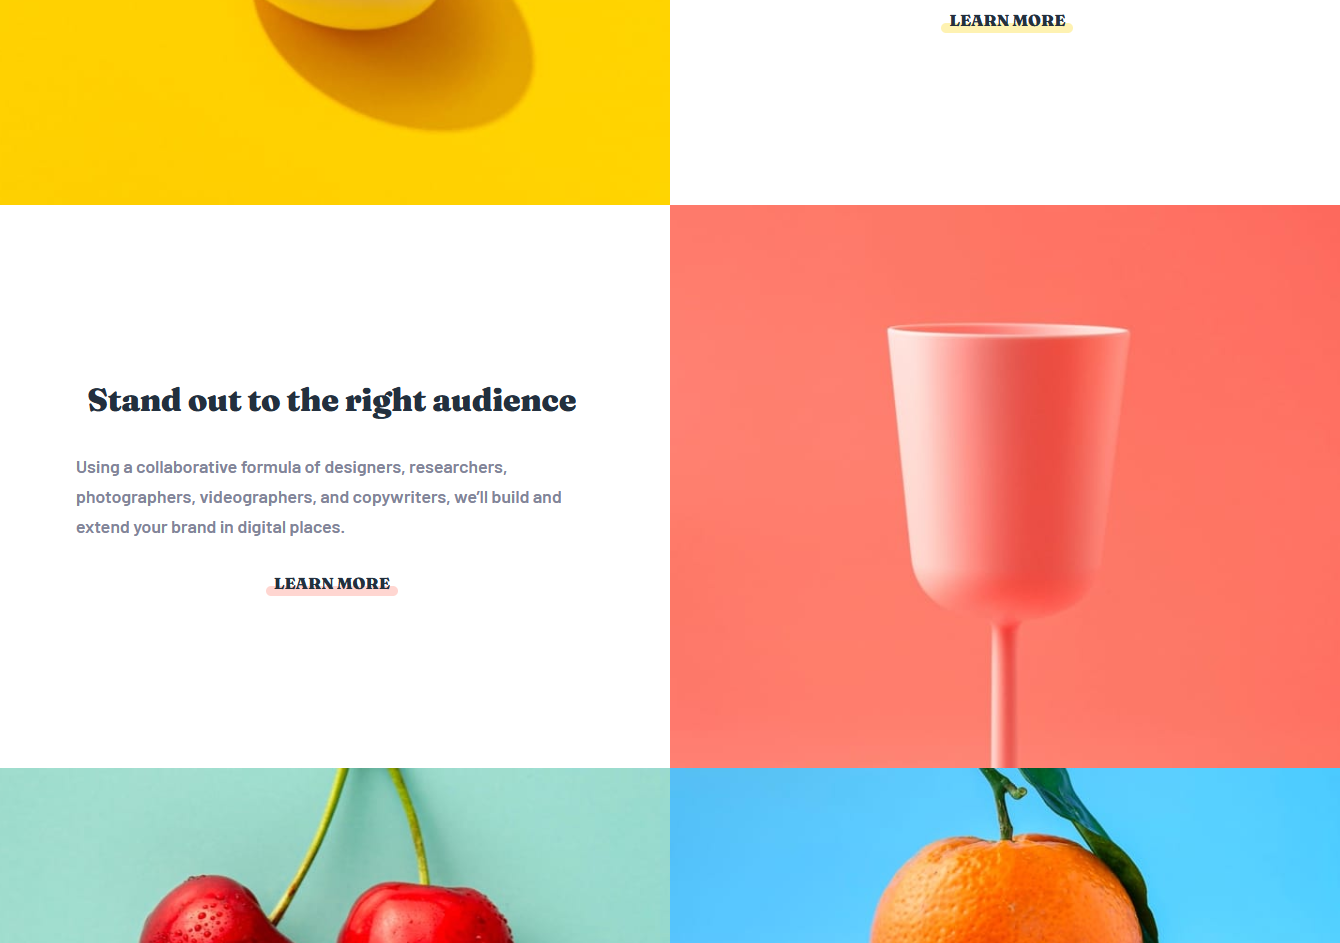 LEARN MORE
Stand out to the right audience
Using a collaborative formula of designers, researchers,
photographers, videographers, and copywriters, we’ll build and
extend your brand in digital places.
LEARN MORE